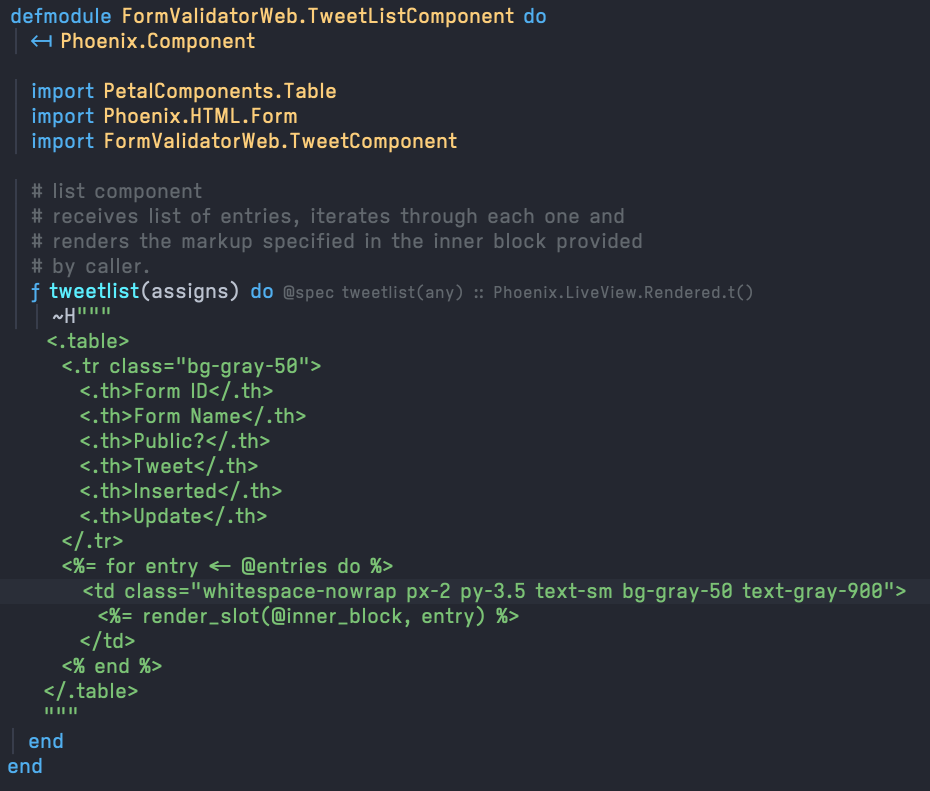 defmodule FormValidatorWeb.TweetListComponent do
↤ Phoenix.Component
import PetalComponents.Table
import Phoenix.HTML.Form
import FormValidatorWeb.TweetComponent
# list component
# receives list of entries, iterates through each one and
# renders the markup specified in the inner block provided
# by caller.
ƒ tweetlist(assigns) do @spec tweetlist(any) :: Phoenix.LiveView.Rendered.t()
~H"""
<.table>
<.tr class="bg-gray-50">
<.th>Form ID</.th>
<.th>Form Name</.th>
<.th>Public?</.th>
<.th>Tweet</.th>
<.th>Inserted</.th>
<.th>Update</.th>
</.tr>
<%= for entry <- @entries do %>
<td class="whitespace-nowrap px-2 py-3.5 text-sm bg-gray-50 text-gray-900">
<%= render_slot(@inner_block, entry) %>
</td>
<% end %>
</.table>
"""
end
end